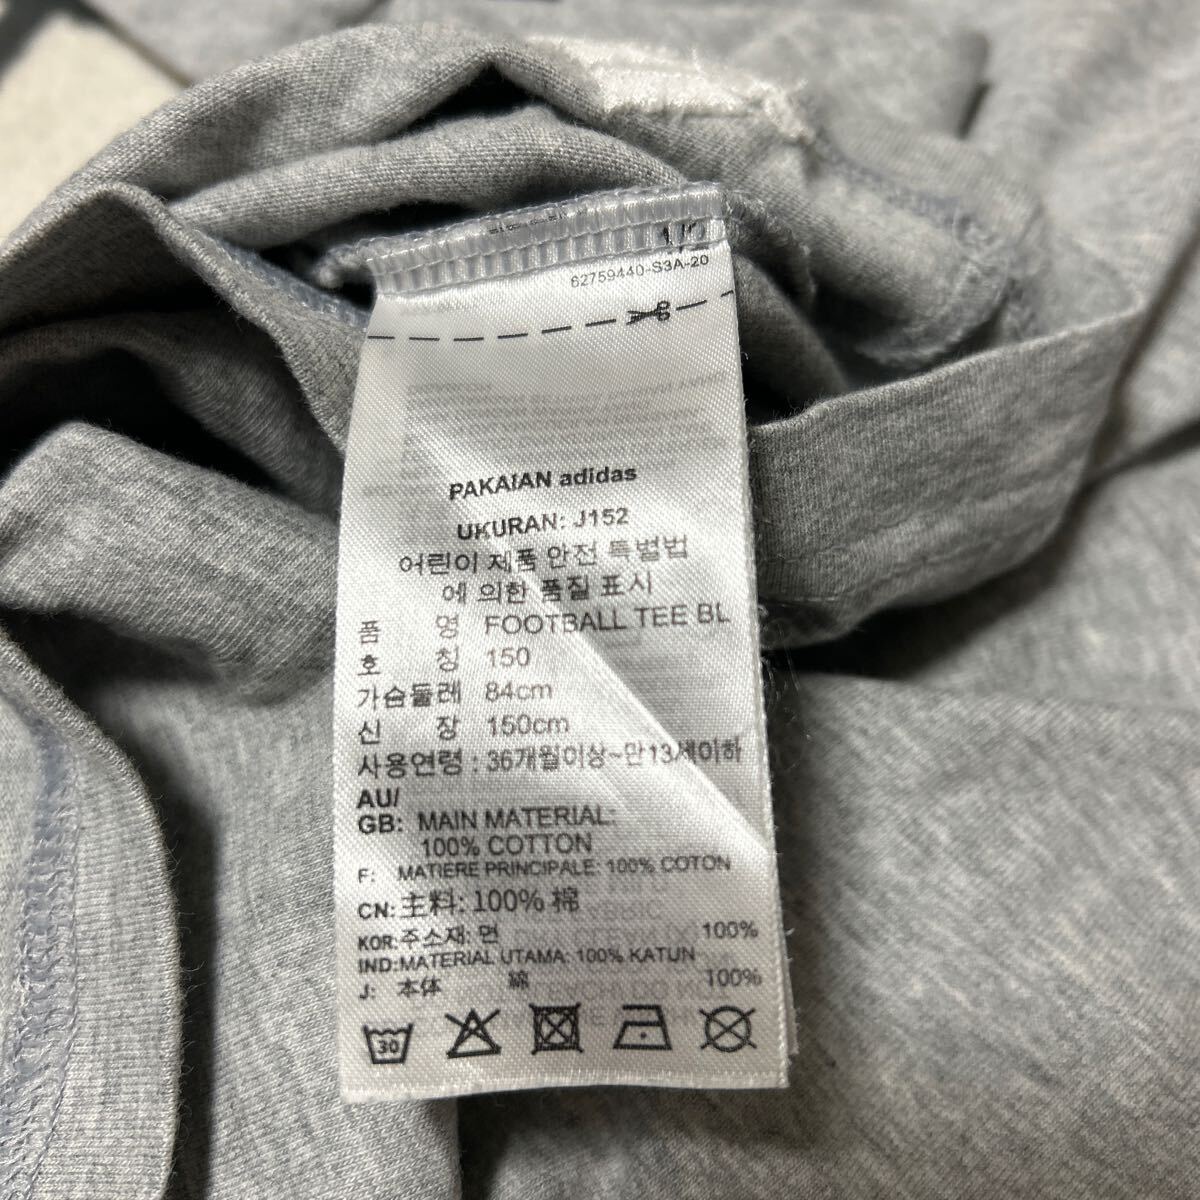 62759440-S3A-20
PAKAIAN adidas
UKURAN: J152
어린이 제품 안전 특별법
에 의한 품질 표시
품 명 FOOTBALL TEE BL
호 칭 150
가슴둘레 84cm
신 장 150cm
사용연령 : 36개월이상~만13세이하
AU/
GB: MAIN MATERIAL:
100% COTTON
F: MATIERE PRINCIPALE: 100% COTON
CN: 主料: 100% 棉
KOR: 주소재: 면 100%
IND: MATERIAL UTAMA: 100% KATUN
J: 本体 綿 100%
30